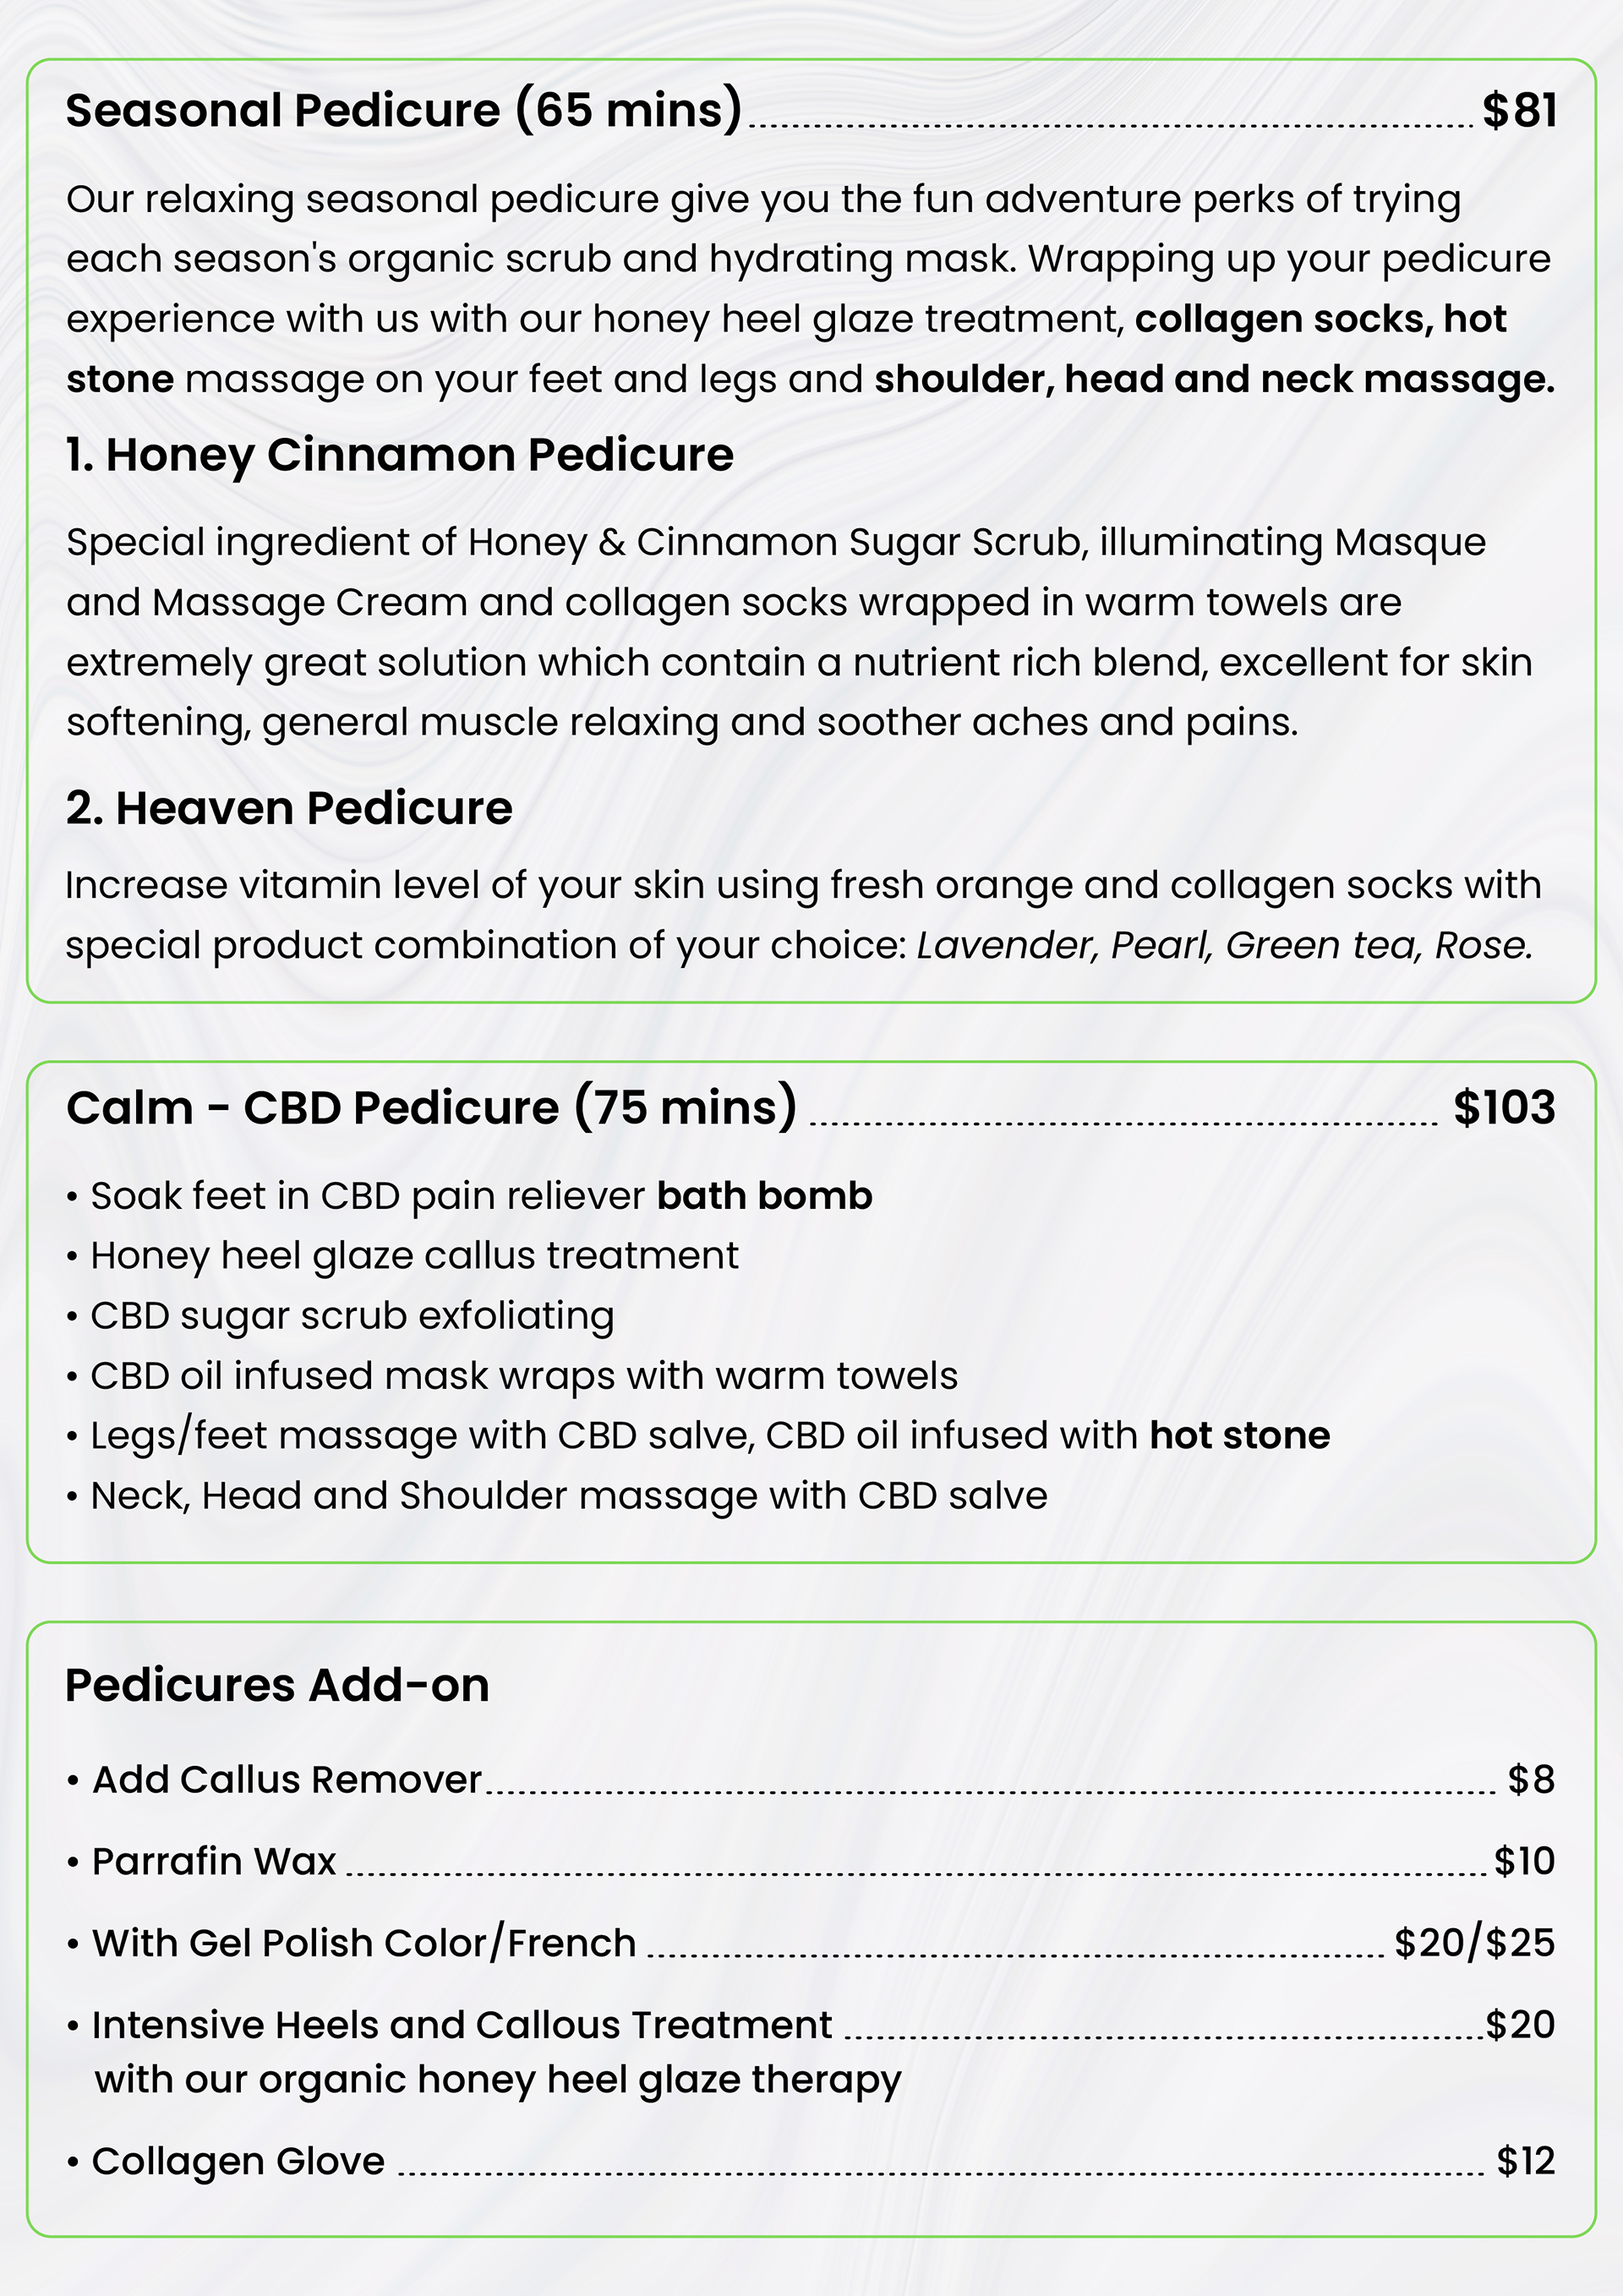 Seasonal Pedicure (65 mins) $81
Our relaxing seasonal pedicure give you the fun adventure perks of trying
each season's organic scrub and hydrating mask. Wrapping up your pedicure
experience with us with our honey heel glaze treatment, collagen socks, hot
stone massage on your feet and legs and shoulder, head and neck massage.
1. Honey Cinnamon Pedicure
Special ingredient of Honey & Cinnamon Sugar Scrub, illuminating Masque
and Massage Cream and collagen socks wrapped in warm towels are
extremely great solution which contain a nutrient rich blend, excellent for skin
softening, general muscle relaxing and soother aches and pains.
2. Heaven Pedicure
Increase vitamin level of your skin using fresh orange and collagen socks with
special product combination of your choice: Lavender, Pearl, Green tea, Rose.
Calm - CBD Pedicure (75 mins) $103
• Soak feet in CBD pain reliever bath bomb
• Honey heel glaze callus treatment
• CBD sugar scrub exfoliating
• CBD oil infused mask wraps with warm towels
• Legs/feet massage with CBD salve, CBD oil infused with hot stone
• Neck, Head and Shoulder massage with CBD salve
Pedicures Add-on
• Add Callus Remover $8
• Parrafin Wax $10
• With Gel Polish Color/French $20/$25
• Intensive Heels and Callous Treatment $20
with our organic honey heel glaze therapy
• Collagen Glove $12